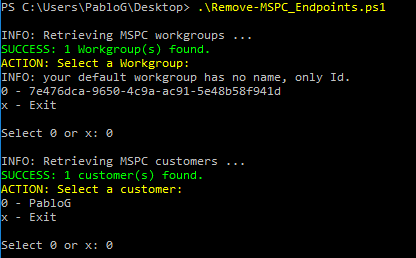 PS C:\Users\PabloG\Desktop> .\Remove-MSPC_Endpoints.ps1
INFO: Retrieving MSPC workgroups ...
SUCCESS: 1 Workgroup(s) found.
ACTION: Select a Workgroup:
INFO: your default workgroup has no name, only Id.
0 - 7e476dca-9650-4c9a-ac91-5e48b58f941d
x - Exit
Select 0 or x: 0
INFO: Retrieving MSPC customers ...
SUCCESS: 1 customer(s) found.
ACTION: Select a customer:
0 - PabloG
x - Exit
Select 0 or x: 0